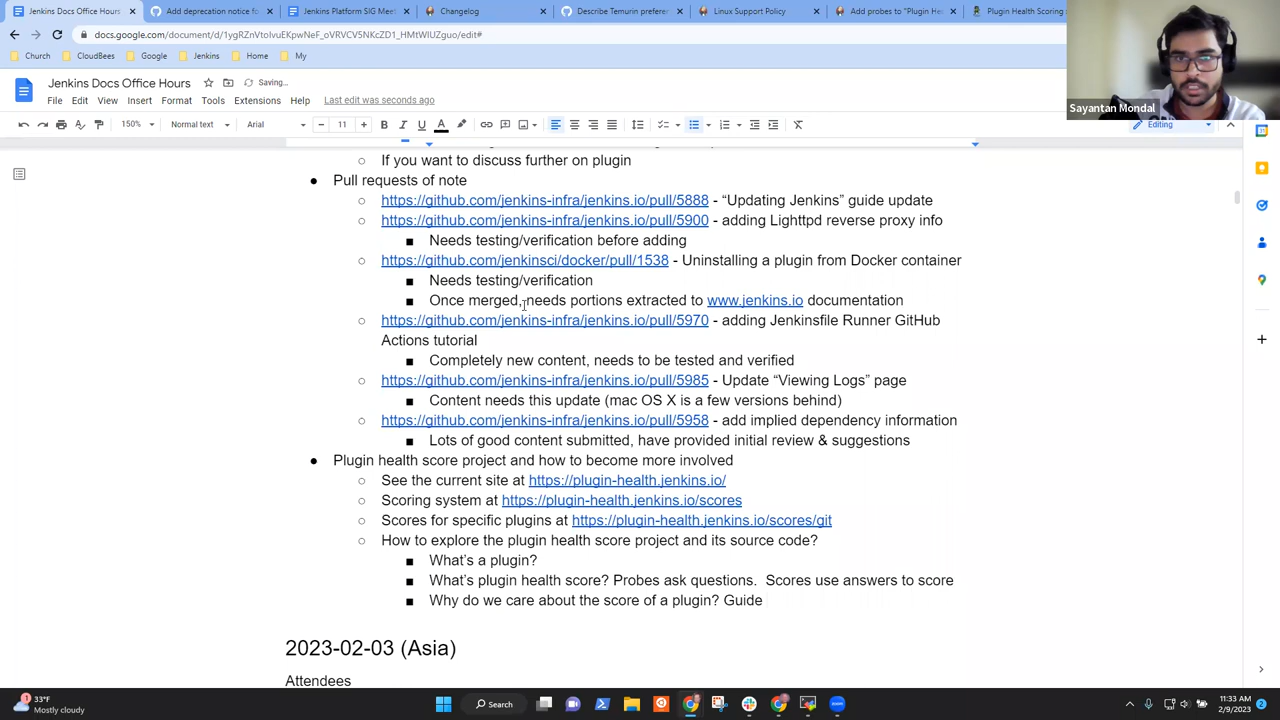 Jenkins Docs Office Hours
Add deprecation notice fo
Jenkins Platform SIG Meet
Changelog
Describe Temurin prefere
Linux Support Policy
Add probes to "Plugin He
Plugin Health Scoring
docs.google.com/document/d/1ygRZnVtoIvuEKpwNeF_oVRVCV5NKcZD1_HMtWlUZguo/edit#
Church
CloudBees
Google
Jenkins
Home
My
Jenkins Docs Office Hours
Saving...
File Edit View Insert Format Tools Extensions Help Last edit was seconds ago
Sayantan Mondal
150% Normal text Arial 11
Editing
If you want to discuss further on plugin
● Pull requests of note
○ https://github.com/jenkins-infra/jenkins.io/pull/5888 - “Updating Jenkins” guide update
○ https://github.com/jenkins-infra/jenkins.io/pull/5900 - adding Lighttpd reverse proxy info
■ Needs testing/verification before adding
○ https://github.com/jenkinsci/docker/pull/1538 - Uninstalling a plugin from Docker container
■ Needs testing/verification
■ Once merged, needs portions extracted to www.jenkins.io documentation
○ https://github.com/jenkins-infra/jenkins.io/pull/5970 - adding Jenkinsfile Runner GitHub
Actions tutorial
■ Completely new content, needs to be tested and verified
○ https://github.com/jenkins-infra/jenkins.io/pull/5985 - Update “Viewing Logs” page
■ Content needs this update (mac OS X is a few versions behind)
○ https://github.com/jenkins-infra/jenkins.io/pull/5958 - add implied dependency information
■ Lots of good content submitted, have provided initial review & suggestions
● Plugin health score project and how to become more involved
○ See the current site at https://plugin-health.jenkins.io/
○ Scoring system at https://plugin-health.jenkins.io/scores
○ Scores for specific plugins at https://plugin-health.jenkins.io/scores/git
○ How to explore the plugin health score project and its source code?
■ What’s a plugin?
■ What’s plugin health score? Probes ask questions. Scores use answers to score
■ Why do we care about the score of a plugin? Guide
2023-02-03 (Asia)
Attendees
33°F
Mostly cloudy
Search
11:33 AM
2/9/2023